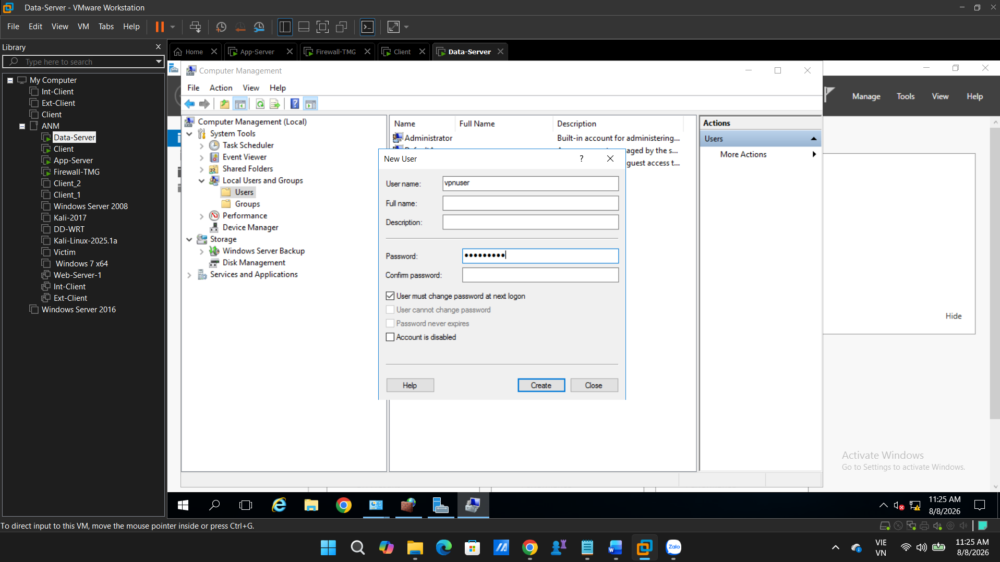 Data-Server - VMware Workstation
File Edit View VM Tabs Help
Library
Type here to search
My Computer
Int-Client
Ext-Client
Client
ANM
Data-Server
Client
App-Server
Firewall-TMG
Client_2
Client_1
Windows Server 2008
Kali-2017
DD-WRT
Kali-Linux-2025.1a
Victim
Windows 7 x64
Web-Server-1
Int-Client
Ext-Client
Windows Server 2016
Home App-Server Firewall-TMG Client Data-Server
Computer Management
File Action View Help
Manage Tools View Help
Computer Management (Local)
System Tools
Task Scheduler
Event Viewer
Shared Folders
Local Users and Groups
Users
Groups
Performance
Device Manager
Storage
Windows Server Backup
Disk Management
Services and Applications
Name Full Name Description
Administrator Built-in account for administering...
aged by the s...
guest access t...
Actions
Users
More Actions
New User
User name: vpnuser
Full name:
Description:
Password:
Confirm password:
User must change password at next logon
User cannot change password
Password never expires
Account is disabled
Help Create Close
Hide
Activate Windows
Go to Settings to activate Windows.
11:25 AM
8/8/2026
To direct input to this VM, move the mouse pointer inside or press Ctrl+G.
Zalo
VIE
VN
11:25 AM
8/8/2026